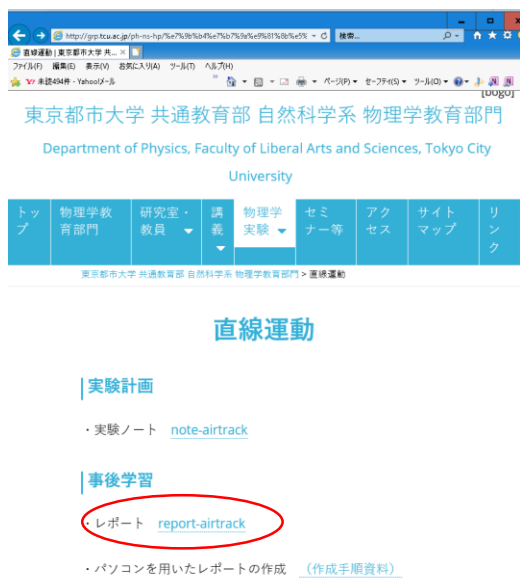 http://grp.tcu.ac.jp/ph-ns-hp/%e7%9b%b4%e7%b7%9a%e9%81%8b%e5%
検索...
直線運動 | 東京都市大学 共...
ファイル(F) 編集(E) 表示(V) お気に入り(A) ツール(T) ヘルプ(H)
未読494件 - Yahoo!メール
ページ(P) セーフティ(S) ツール(O)
東京都市大学 共通教育部 自然科学系 物理学教育部門
Department of Physics, Faculty of Liberal Arts and Sciences, Tokyo City
University
トップ
物理学教育部門
研究室・教員
講義
物理学実験
セミナー等
アクセス
サイトマップ
リンク
東京都市大学 共通教育部 自然科学系 物理学教育部門 > 直線運動
直線運動
実験計画
・実験ノート note-airtrack
事後学習
・レポート report-airtrack
・パソコンを用いたレポートの作成 （作成手順資料）